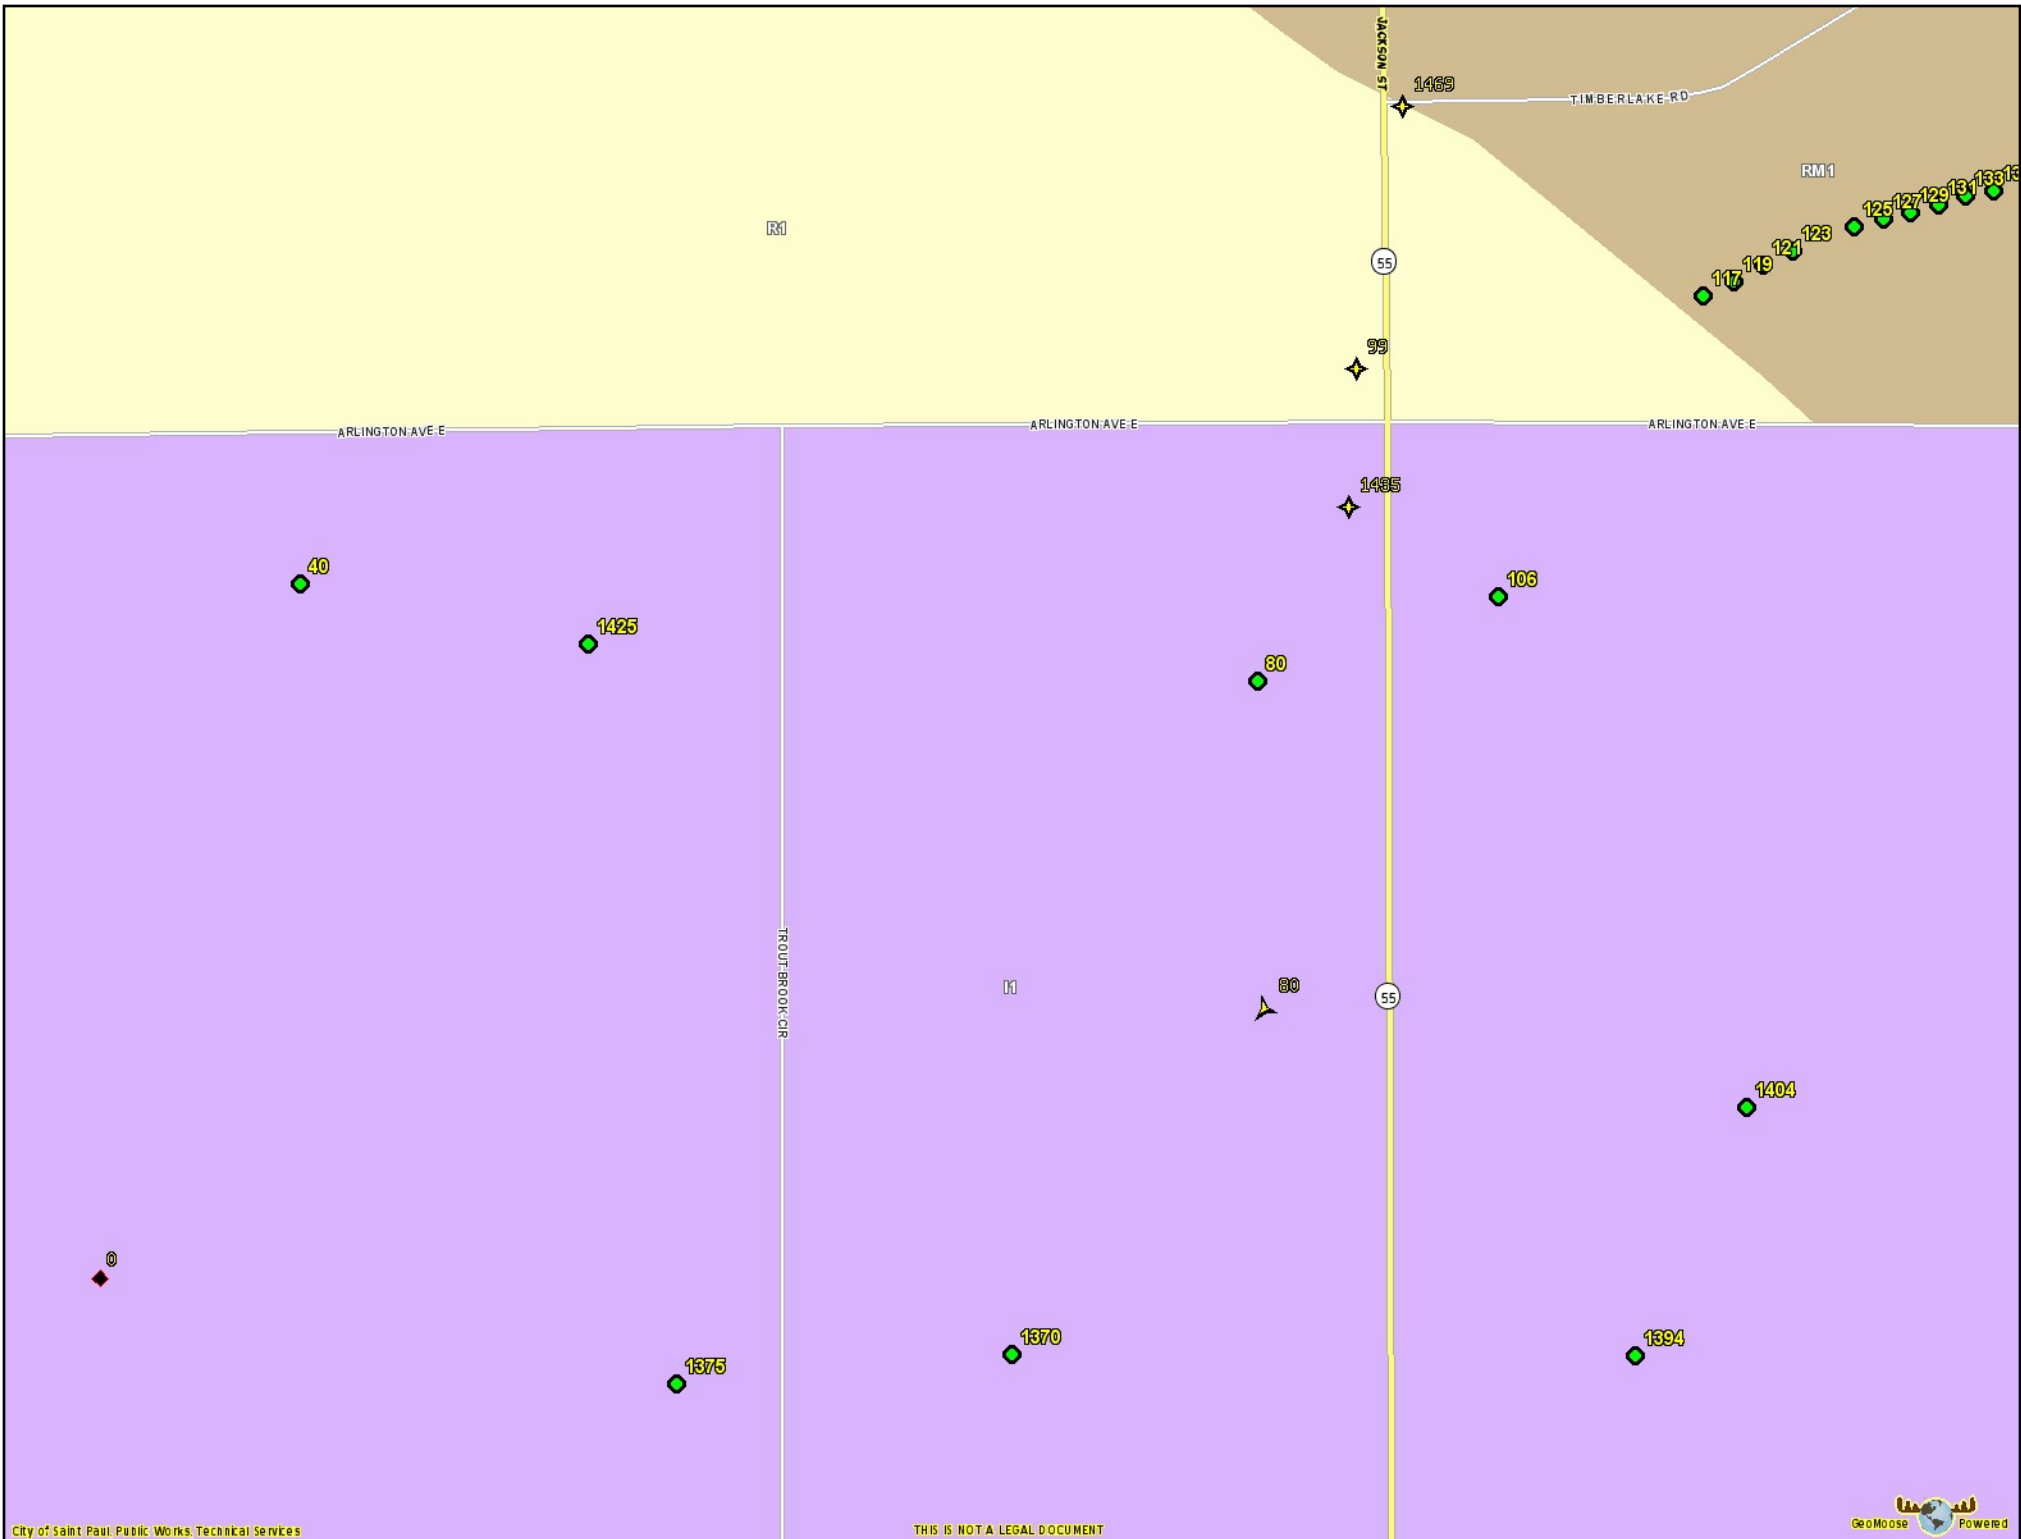 JACKSON ST
1469
TIMBERLAKE RD
RM1
R1
133
131
129
127
125
123
121
119
117
55
99
ARLINGTON AVE E
ARLINGTON AVE E
ARLINGTON AVE E
1435
40
106
1425
80
TROUT BROOK CIR
I1
80
55
1404
0
1370
1394
1375
City of Saint Paul, Public Works, Technical Services
THIS IS NOT A LEGAL DOCUMENT
GeoMoose Powered